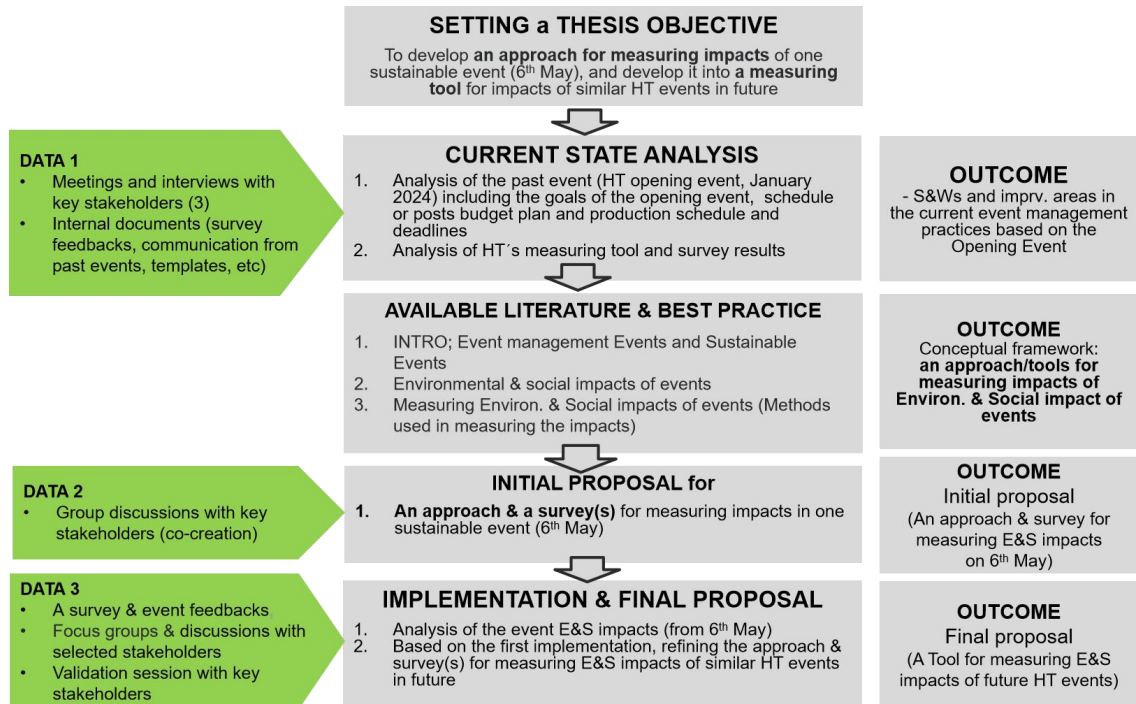 SETTING a THESIS OBJECTIVE
To develop an approach for measuring impacts of one
sustainable event (6th May), and develop it into a measuring
tool for impacts of similar HT events in future
DATA 1
• Meetings and interviews with
key stakeholders (3)
• Internal documents (survey
feedbacks, communication from
past events, templates, etc)
CURRENT STATE ANALYSIS
1. Analysis of the past event (HT opening event, January
2024) including the goals of the opening event, schedule
or posts budget plan and production schedule and
deadlines
2. Analysis of HT´s measuring tool and survey results
OUTCOME
- S&Ws and imprv. areas in
the current event management
practices based on the
Opening Event
AVAILABLE LITERATURE & BEST PRACTICE
1. INTRO; Event management Events and Sustainable
Events
2. Environmental & social impacts of events
3. Measuring Environ. & Social impacts of events (Methods
used in measuring the impacts)
OUTCOME
Conceptual framework:
an approach/tools for
measuring impacts of
Environ. & Social impact of
events
DATA 2
• Group discussions with key
stakeholders (co-creation)
INITIAL PROPOSAL for
1. An approach & a survey(s) for measuring impacts in one
sustainable event (6th May)
OUTCOME
Initial proposal
(An approach & survey for
measuring E&S impacts
on 6th May)
DATA 3
• A survey & event feedbacks
• Focus groups & discussions with
selected stakeholders
• Validation session with key
stakeholders
IMPLEMENTATION & FINAL PROPOSAL
1. Analysis of the event E&S impacts (from 6th May)
2. Based on the first implementation, refining the approach &
survey(s) for measuring E&S impacts of similar HT events
in future
OUTCOME
Final proposal
(A Tool for measuring E&S
impacts of future HT events)